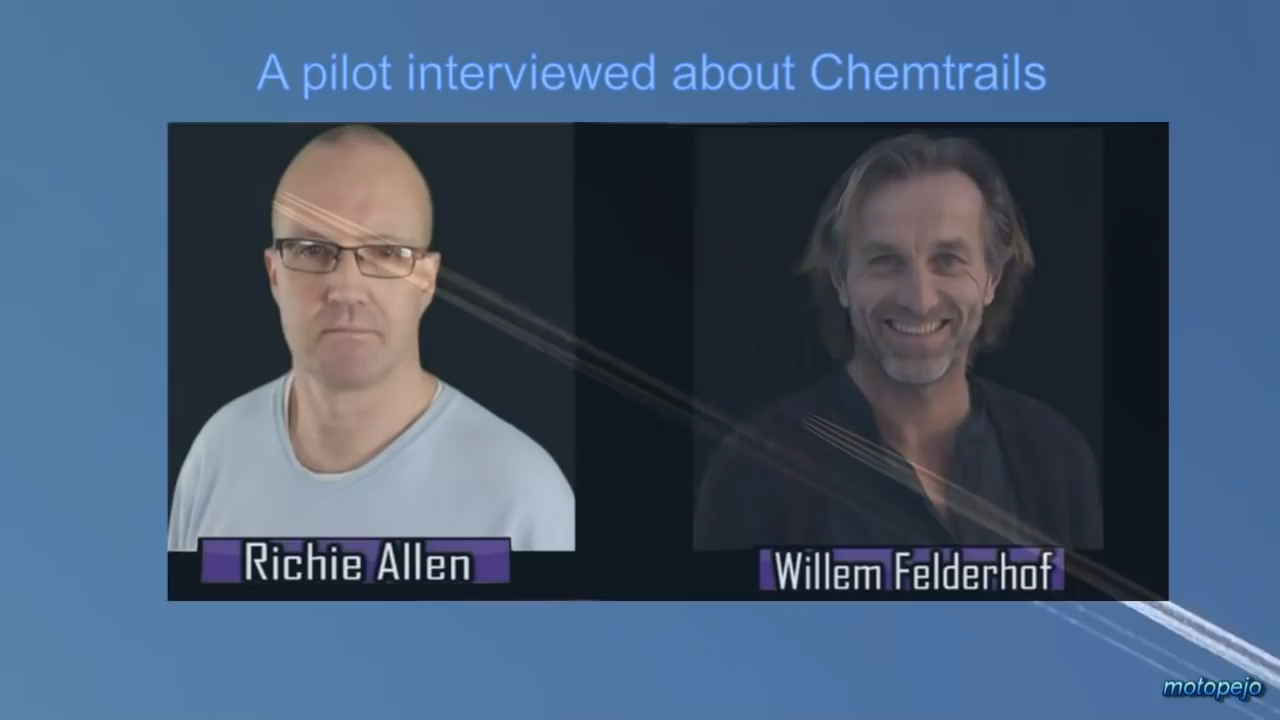 A pilot interviewed about Chemtrails
Richie Allen
Willem Felderhof
motopejo